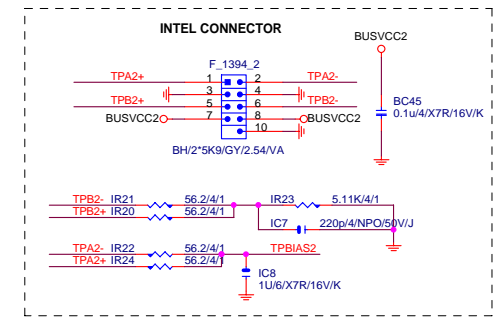 INTEL CONNECTOR
BUSVCC2
F_1394_2
TPA2+ 1 2 TPA2-
3 4
TPB2+ 5 6 TPB2-
BUSVCC2 7 8 BUSVCC2
10
BH/2*5K9/GY/2.54/VA
BC45
0.1u/4/X7R/16V/K
TPB2- IR21 56.2/4/1 IR23 5.11K/4/1
TPB2+ IR20 56.2/4/1
IC7 220p/4/NPO/50V/J
TPA2- IR22 56.2/4/1 TPBIAS2
TPA2+ IR24 56.2/4/1
IC8
1U/6/X7R/16V/K